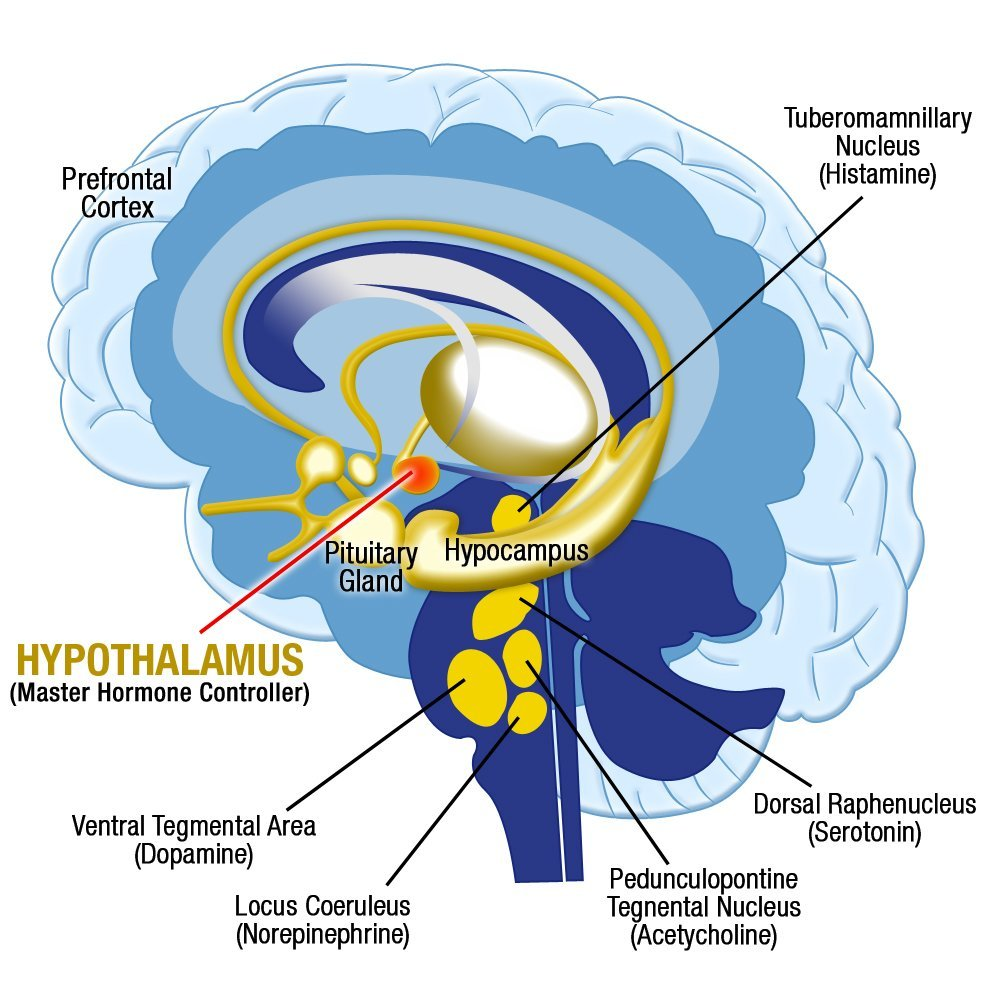 Tuberomamnillary
Nucleus
(Histamine)
Prefrontal
Cortex
Pituitary
Gland
Hypocampus
HYPOTHALAMUS
(Master Hormone Controller)
Ventral Tegmental Area
(Dopamine)
Dorsal Raphenucleus
(Serotonin)
Locus Coeruleus
(Norepinephrine)
Pedunculopontine
Tegnental Nucleus
(Acetycholine)